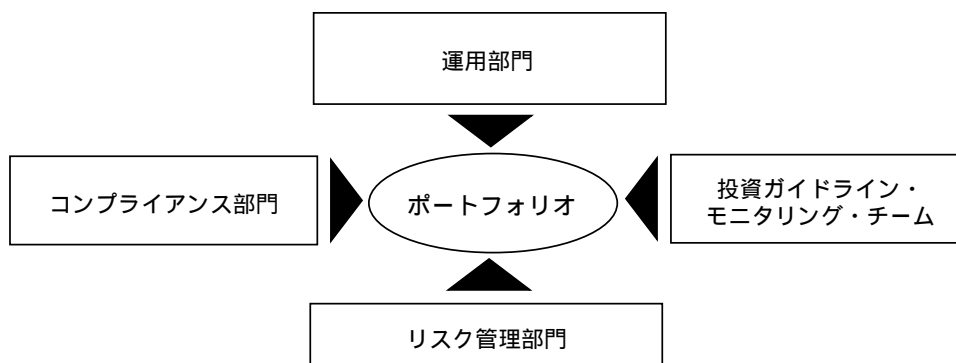 運用部門
コンプライアンス部門
ポートフォリオ
投資ガイドライン・
モニタリング・チーム
リスク管理部門